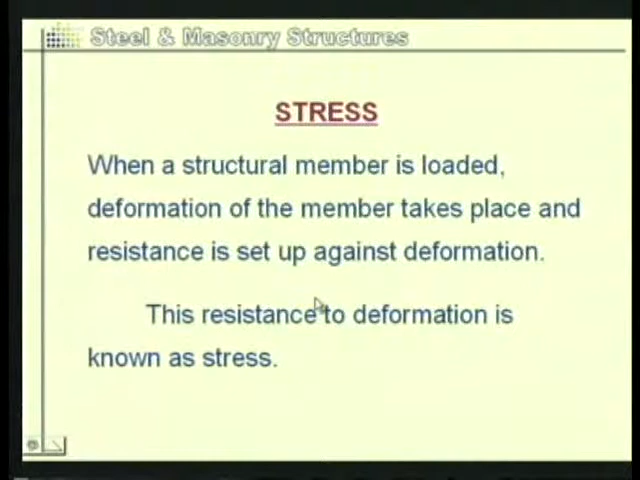 Steel & Masonry Structures
STRESS
When a structural member is loaded,
deformation of the member takes place and
resistance is set up against deformation.
This resistance to deformation is
known as stress.